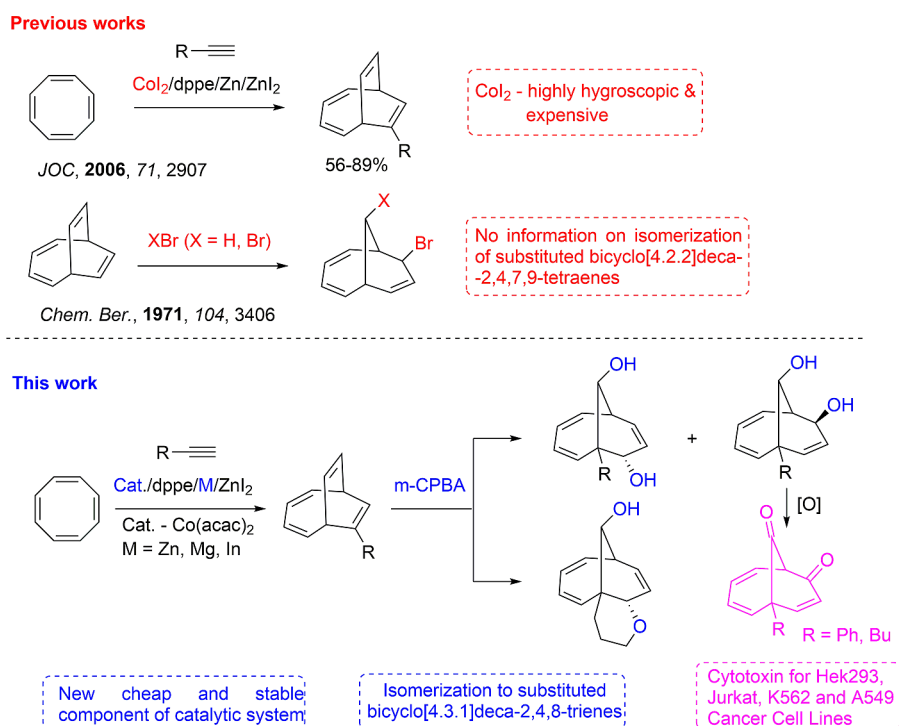 Previous works
R
CoI2/dppe/Zn/ZnI2
R
56-89%
CoI2 - highly hygroscopic &
expensive
JOC, 2006, 71, 2907
XBr (X = H, Br)
X
Br
No information on isomerization
of substituted bicyclo[4.2.2]deca-
-2,4,7,9-tetraenes
Chem. Ber., 1971, 104, 3406
This work
R
Cat./dppe/M/ZnI2
Cat. - Co(acac)2
M = Zn, Mg, In
R
m-CPBA
OH
R
OH
+
OH
OH
R
[O]
OH
O
O
O
R
R = Ph, Bu
New cheap and stable
component of catalytic system
Isomerization to substituted
bicyclo[4.3.1]deca-2,4,8-trienes
Cytotoxin for Hek293,
Jurkat, K562 and A549
Cancer Cell Lines